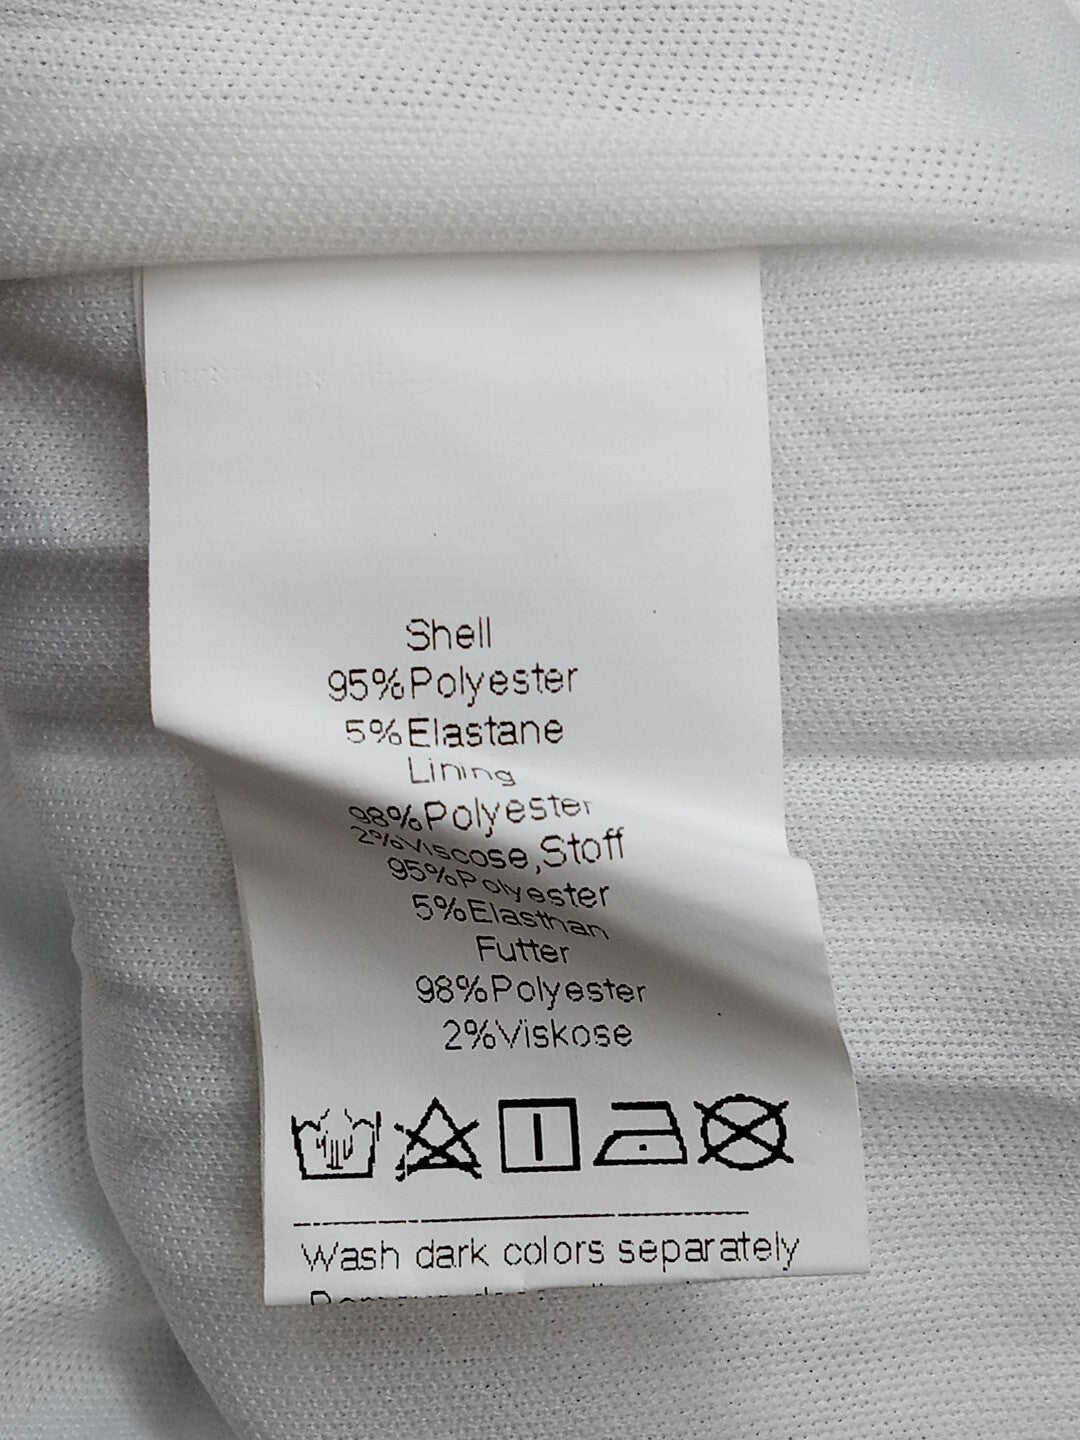 Shell
95%Polyester
5%Elastane
Lining
98%Polyester
2%Viscose,Stoff
95%Polyester
5%Elasthan
Futter
98%Polyester
2%Viskose
Wash dark colors separately